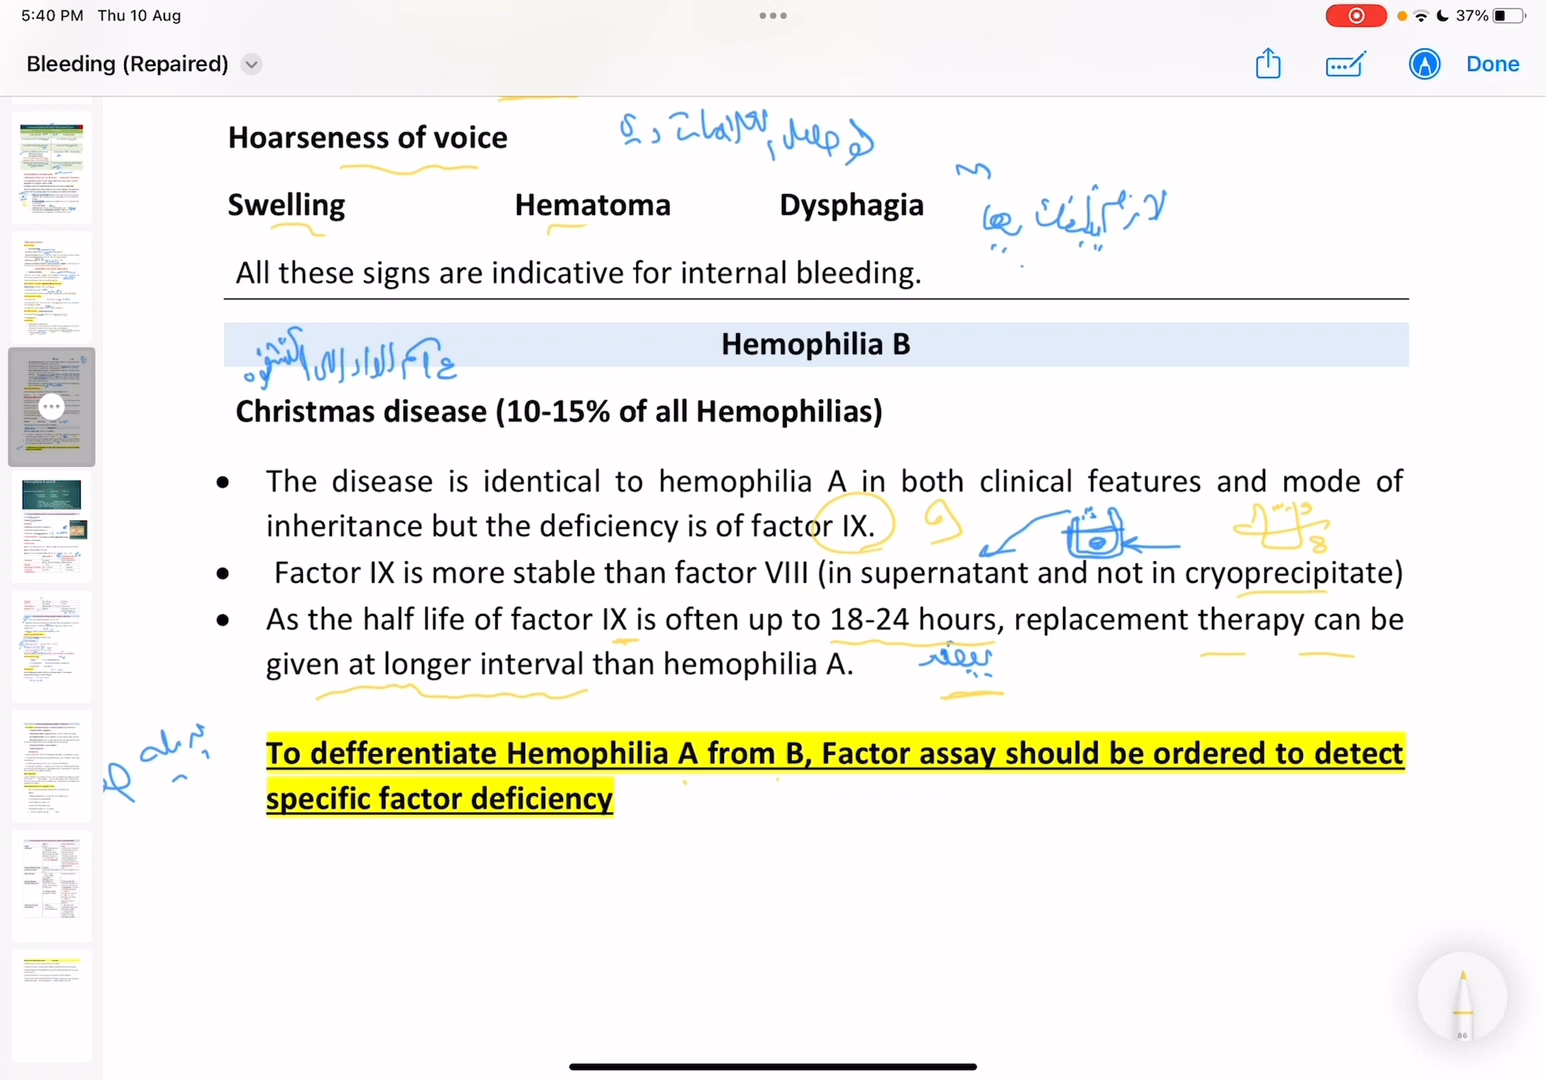 5:40 PM Thu 10 Aug
37%
Bleeding (Repaired)
Done
Hoarseness of voice
Swelling Hematoma Dysphagia
All these signs are indicative for internal bleeding.
Hemophilia B
Christmas disease (10-15% of all Hemophilias)
• The disease is identical to hemophilia A in both clinical features and mode of
inheritance but the deficiency is of factor IX.
9
8
• Factor IX is more stable than factor VIII (in supernatant and not in cryoprecipitate)
• As the half life of factor IX is often up to 18-24 hours, replacement therapy can be
given at longer interval than hemophilia A.
To defferentiate Hemophilia A from B, Factor assay should be ordered to detect
specific factor deficiency
86